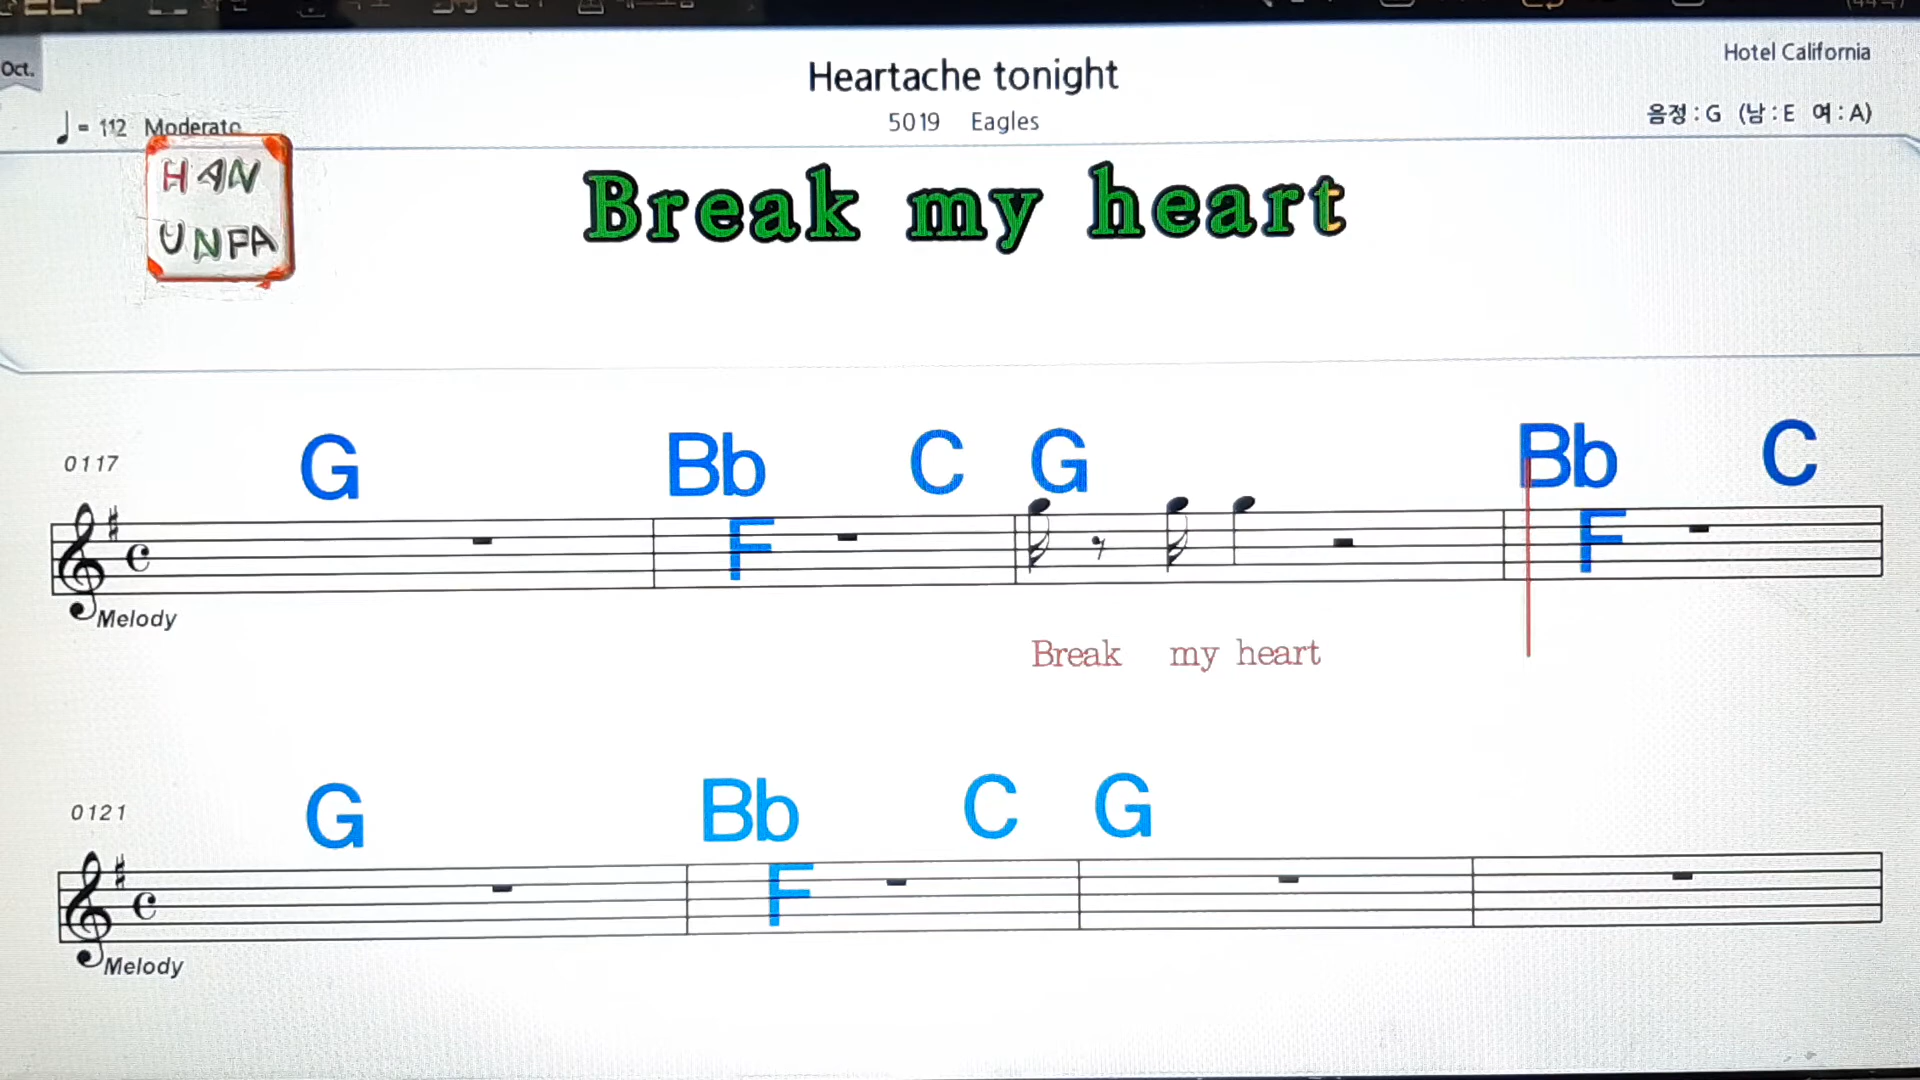 Oct.
Hotel California
Heartache tonight
5019 Eagles
= 112 Moderato
음정 : G (남 : E 여 : A)
HAN
UNFA
Break my heart
0117
G Bb C G Bb C
F F
Melody
Break my heart
0121
G Bb C G
F
Melody